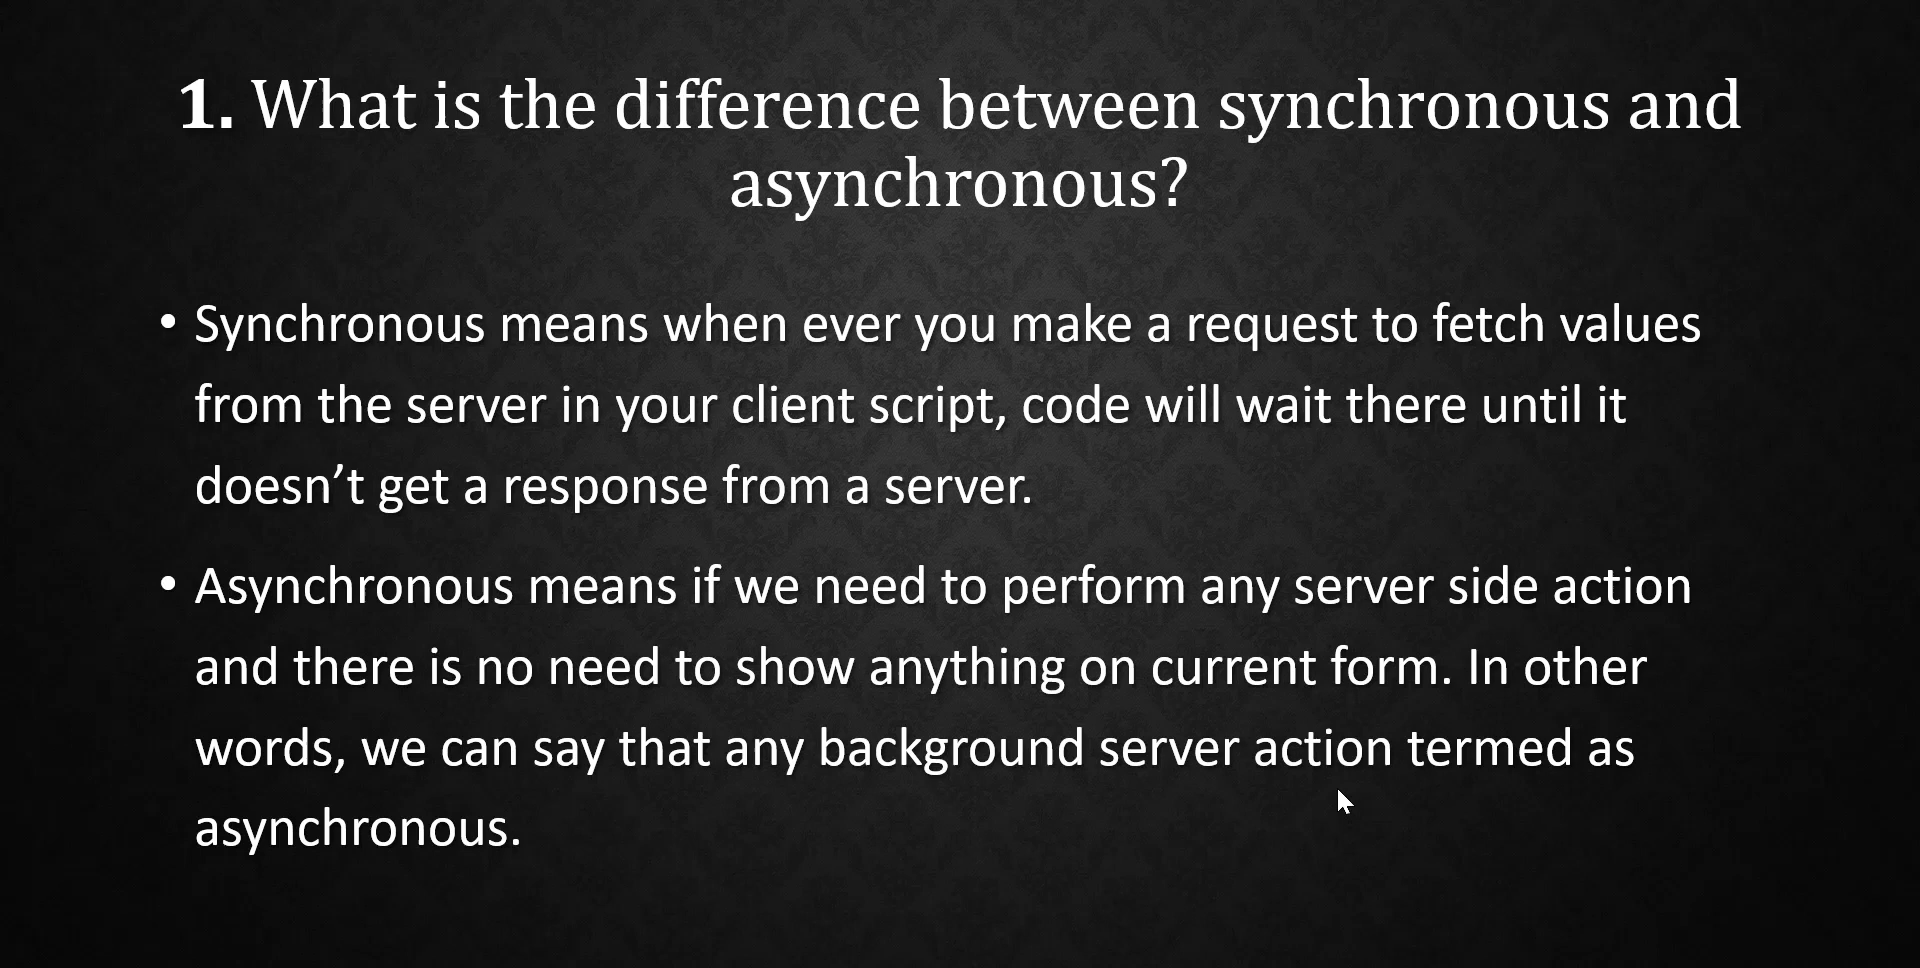 1. What is the difference between synchronous and
asynchronous?
• Synchronous means when ever you make a request to fetch values
from the server in your client script, code will wait there until it
doesn’t get a response from a server.
• Asynchronous means if we need to perform any server side action
and there is no need to show anything on current form. In other
words, we can say that any background server action termed as
asynchronous.